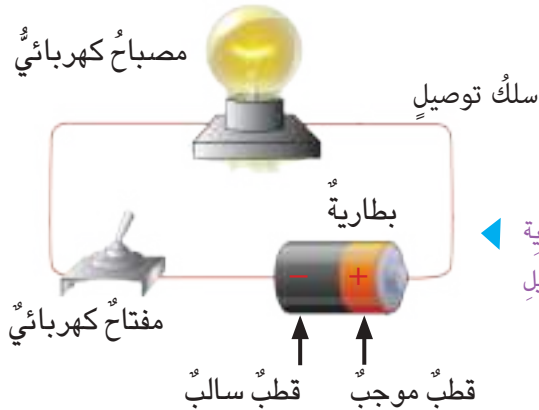 مصباحُ كهربائيٌّ
سلكُ توصيلٍ
بطاريةٌ
− +
مفتاحٌ كهربائيٌّ
قطبٌ موجبٌ
قطبٌ سالبٌ